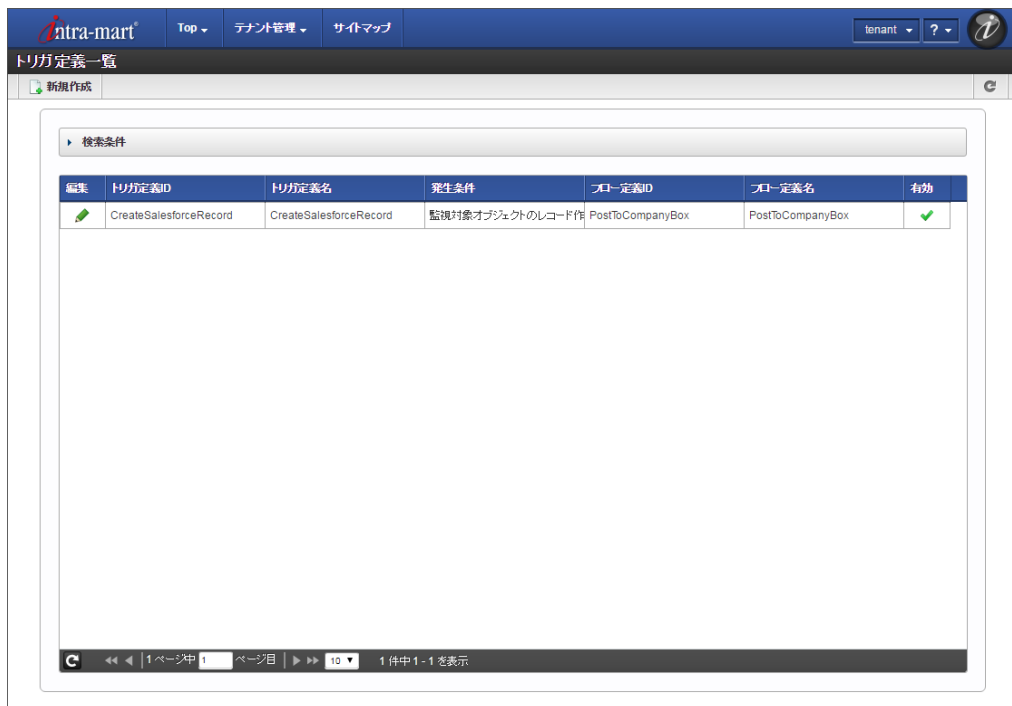 intra-mart® Top テナント管理 サイトマップ tenant ?
トリガ定義一覧
新規作成
検索条件
編集 トリガ定義ID トリガ定義名 発生条件 フロー定義ID フロー定義名 有効
CreateSalesforceRecord CreateSalesforceRecord 監視対象オブジェクトのレコード作 PostToCompanyBox PostToCompanyBox
1 ページ中 1 ページ目 10 1 件中 1 - 1 を表示